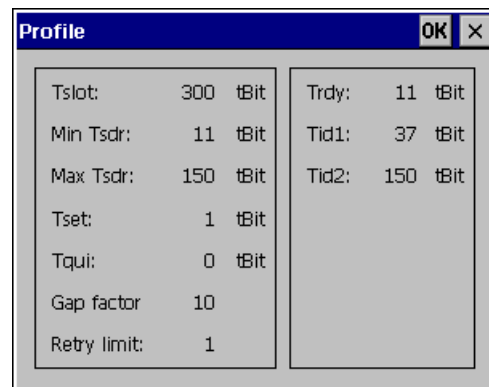 Profile OK ×
Tslot: 300 tBit
Min Tsdr: 11 tBit
Max Tsdr: 150 tBit
Tset: 1 tBit
Tqui: 0 tBit
Gap factor 10
Retry limit: 1
Trdy: 11 tBit
Tid1: 37 tBit
Tid2: 150 tBit